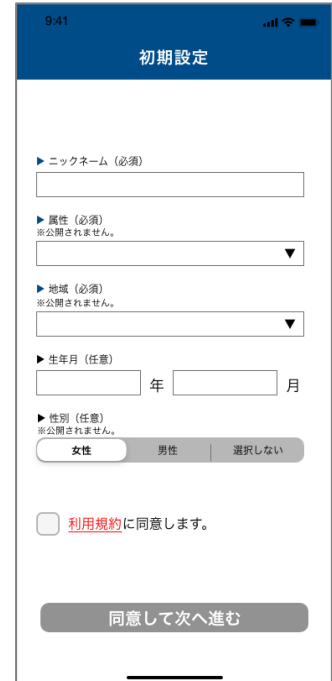 9:41
初期設定
▶ ニックネーム（必須）
▶ 属性（必須）
※公開されません。
▼
▶ 地域（必須）
※公開されません。
▼
▶ 生年月（任意）
年 月
▶ 性別（任意）
※公開されません。
女性 男性 選択しない
利用規約に同意します。
同意して次へ進む